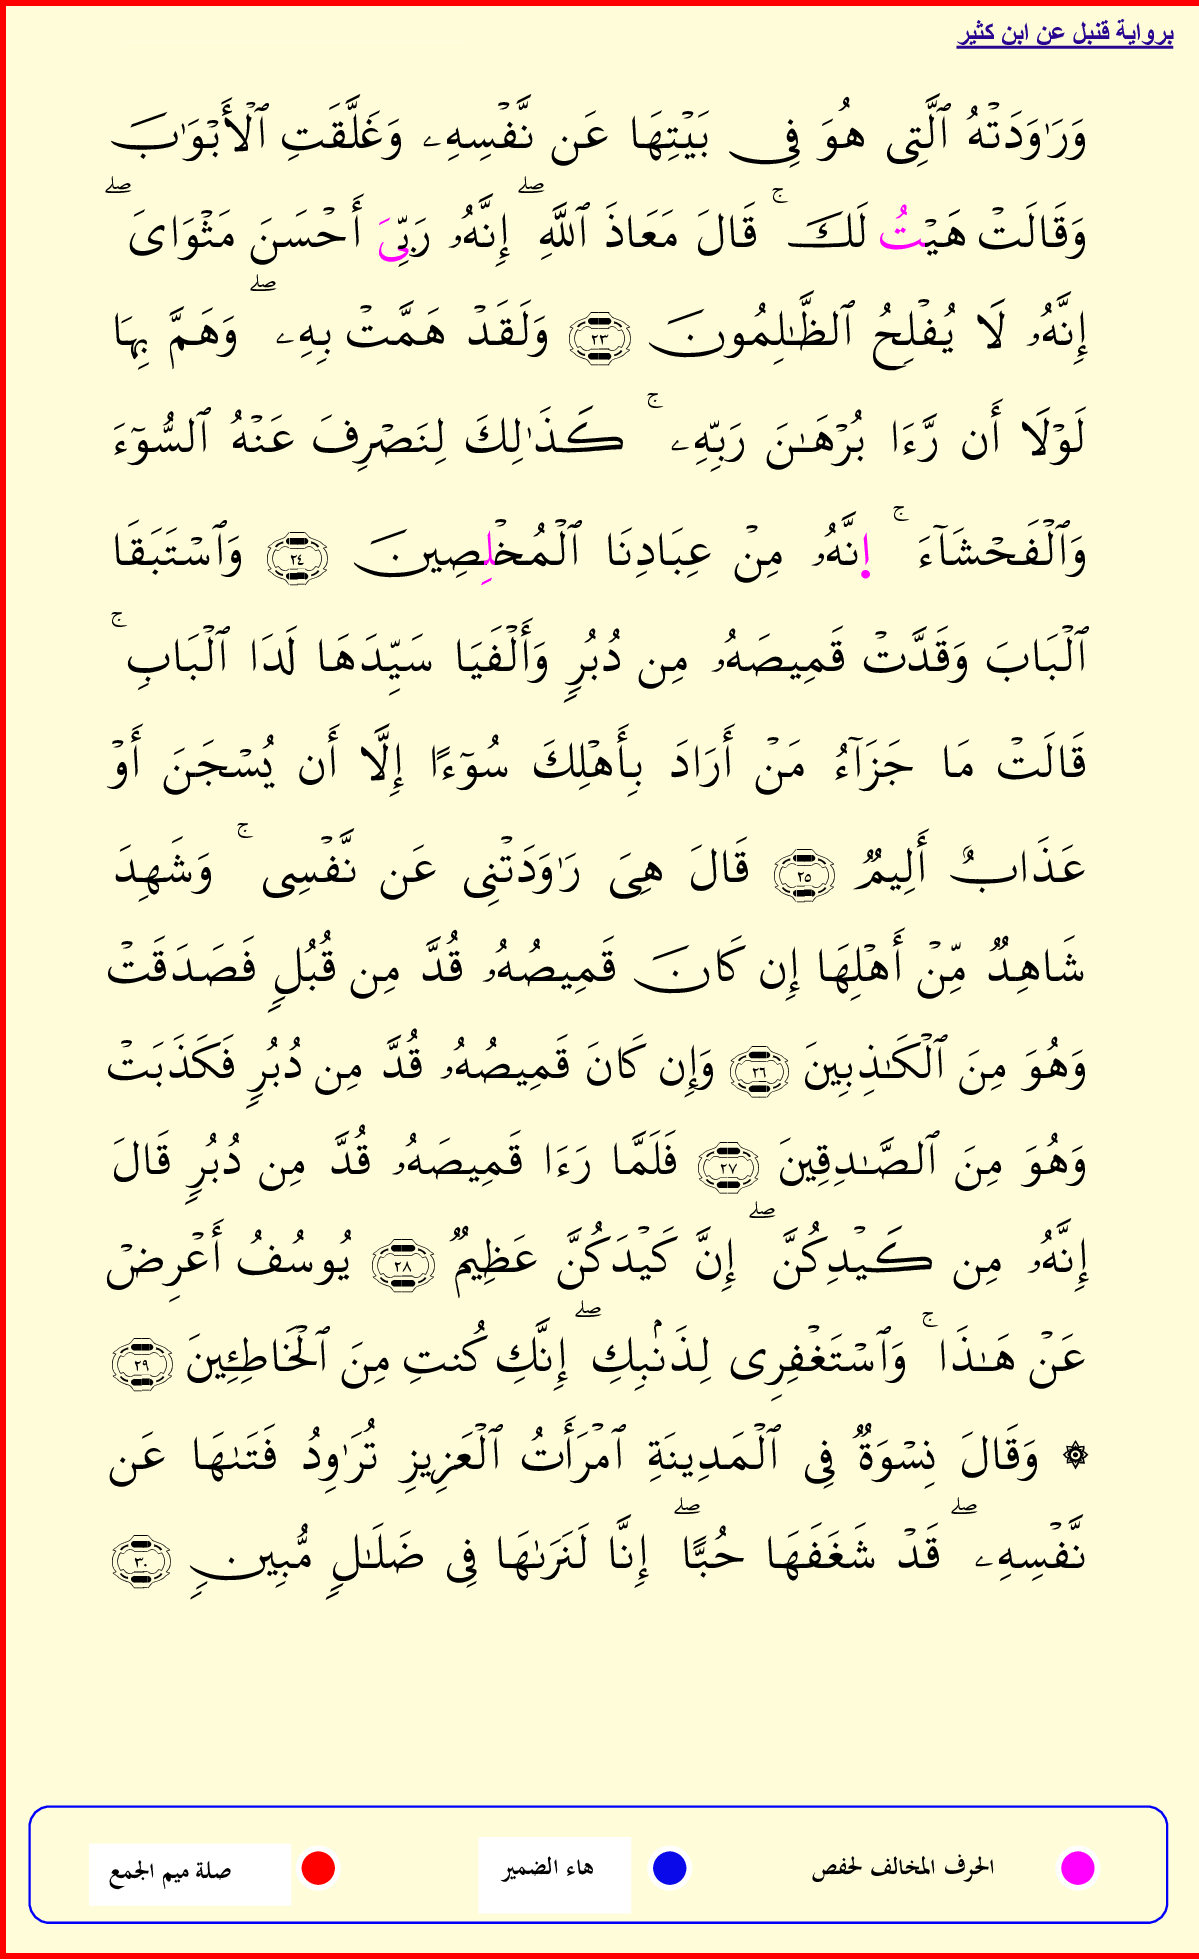 برواية قنبل عن ابن كثير
وَرَٰوَدَتْهُ ٱلَّتِى هُوَ فِى بَيْتِهَا عَن نَّفْسِهِۦ وَغَلَّقَتِ ٱلْأَبْوَٰبَ
وَقَالَتْ هَيْتُ لَكَ ۚ قَالَ مَعَاذَ ٱللَّهِ ۖ إِنَّهُۥ رَبِّىَ أَحْسَنَ مَثْوَاىَ ۖ
إِنَّهُۥ لَا يُفْلِحُ ٱلظَّـٰلِمُونَ ٢٣ وَلَقَدْ هَمَّتْ بِهِۦ ۖ وَهَمَّ بِهَا
لَوْلَا أَن رَّءَا بُرْهَـٰنَ رَبِّهِۦ ۚ كَذَٰلِكَ لِنَصْرِفَ عَنْهُ ٱلسُّوٓءَ
وَٱلْفَحْشَآءَ ۚ إِنَّهُۥ مِنْ عِبَادِنَا ٱلْمُخْلِصِينَ ٢٤ وَٱسْتَبَقَا
ٱلْبَابَ وَقَدَّتْ قَمِيصَهُۥ مِن دُبُرٍ وَأَلْفَيَا سَيِّدَهَا لَدَا ٱلْبَابِ ۚ
قَالَتْ مَا جَزَآءُ مَنْ أَرَادَ بِأَهْلِكَ سُوٓءًا إِلَّا أَن يُسْجَنَ أَوْ
عَذَابٌ أَلِيمٌ ٢٥ قَالَ هِىَ رَٰوَدَتْنِى عَن نَّفْسِى ۚ وَشَهِدَ
شَاهِدٌ مِّنْ أَهْلِهَا إِن كَانَ قَمِيصُهُۥ قُدَّ مِن قُبُلٍ فَصَدَقَتْ
وَهُوَ مِنَ ٱلْكَـٰذِبِينَ ٢٦ وَإِن كَانَ قَمِيصُهُۥ قُدَّ مِن دُبُرٍ فَكَذَبَتْ
وَهُوَ مِنَ ٱلصَّـٰدِقِينَ ٢٧ فَلَمَّا رَءَا قَمِيصَهُۥ قُدَّ مِن دُبُرٍ قَالَ
إِنَّهُۥ مِن كَيْدِكُنَّ ۖ إِنَّ كَيْدَكُنَّ عَظِيمٌ ٢٨ يُوسُفُ أَعْرِضْ
عَنْ هَـٰذَا ۚ وَٱسْتَغْفِرِى لِذَنۢبِكِ ۖ إِنَّكِ كُنتِ مِنَ ٱلْخَاطِئِينَ ٢٩
۞ وَقَالَ نِسْوَةٌ فِى ٱلْمَدِينَةِ ٱمْرَأَتُ ٱلْعَزِيزِ تُرَٰوِدُ فَتَىٰهَا عَن
نَّفْسِهِۦ ۖ قَدْ شَغَفَهَا حُبًّا ۖ إِنَّا لَنَرَىٰهَا فِى ضَلَـٰلٍ مُّبِينٍ ٣٠
الحرف المخالف لحفص
هاء الضمير
صلة ميم الجمع